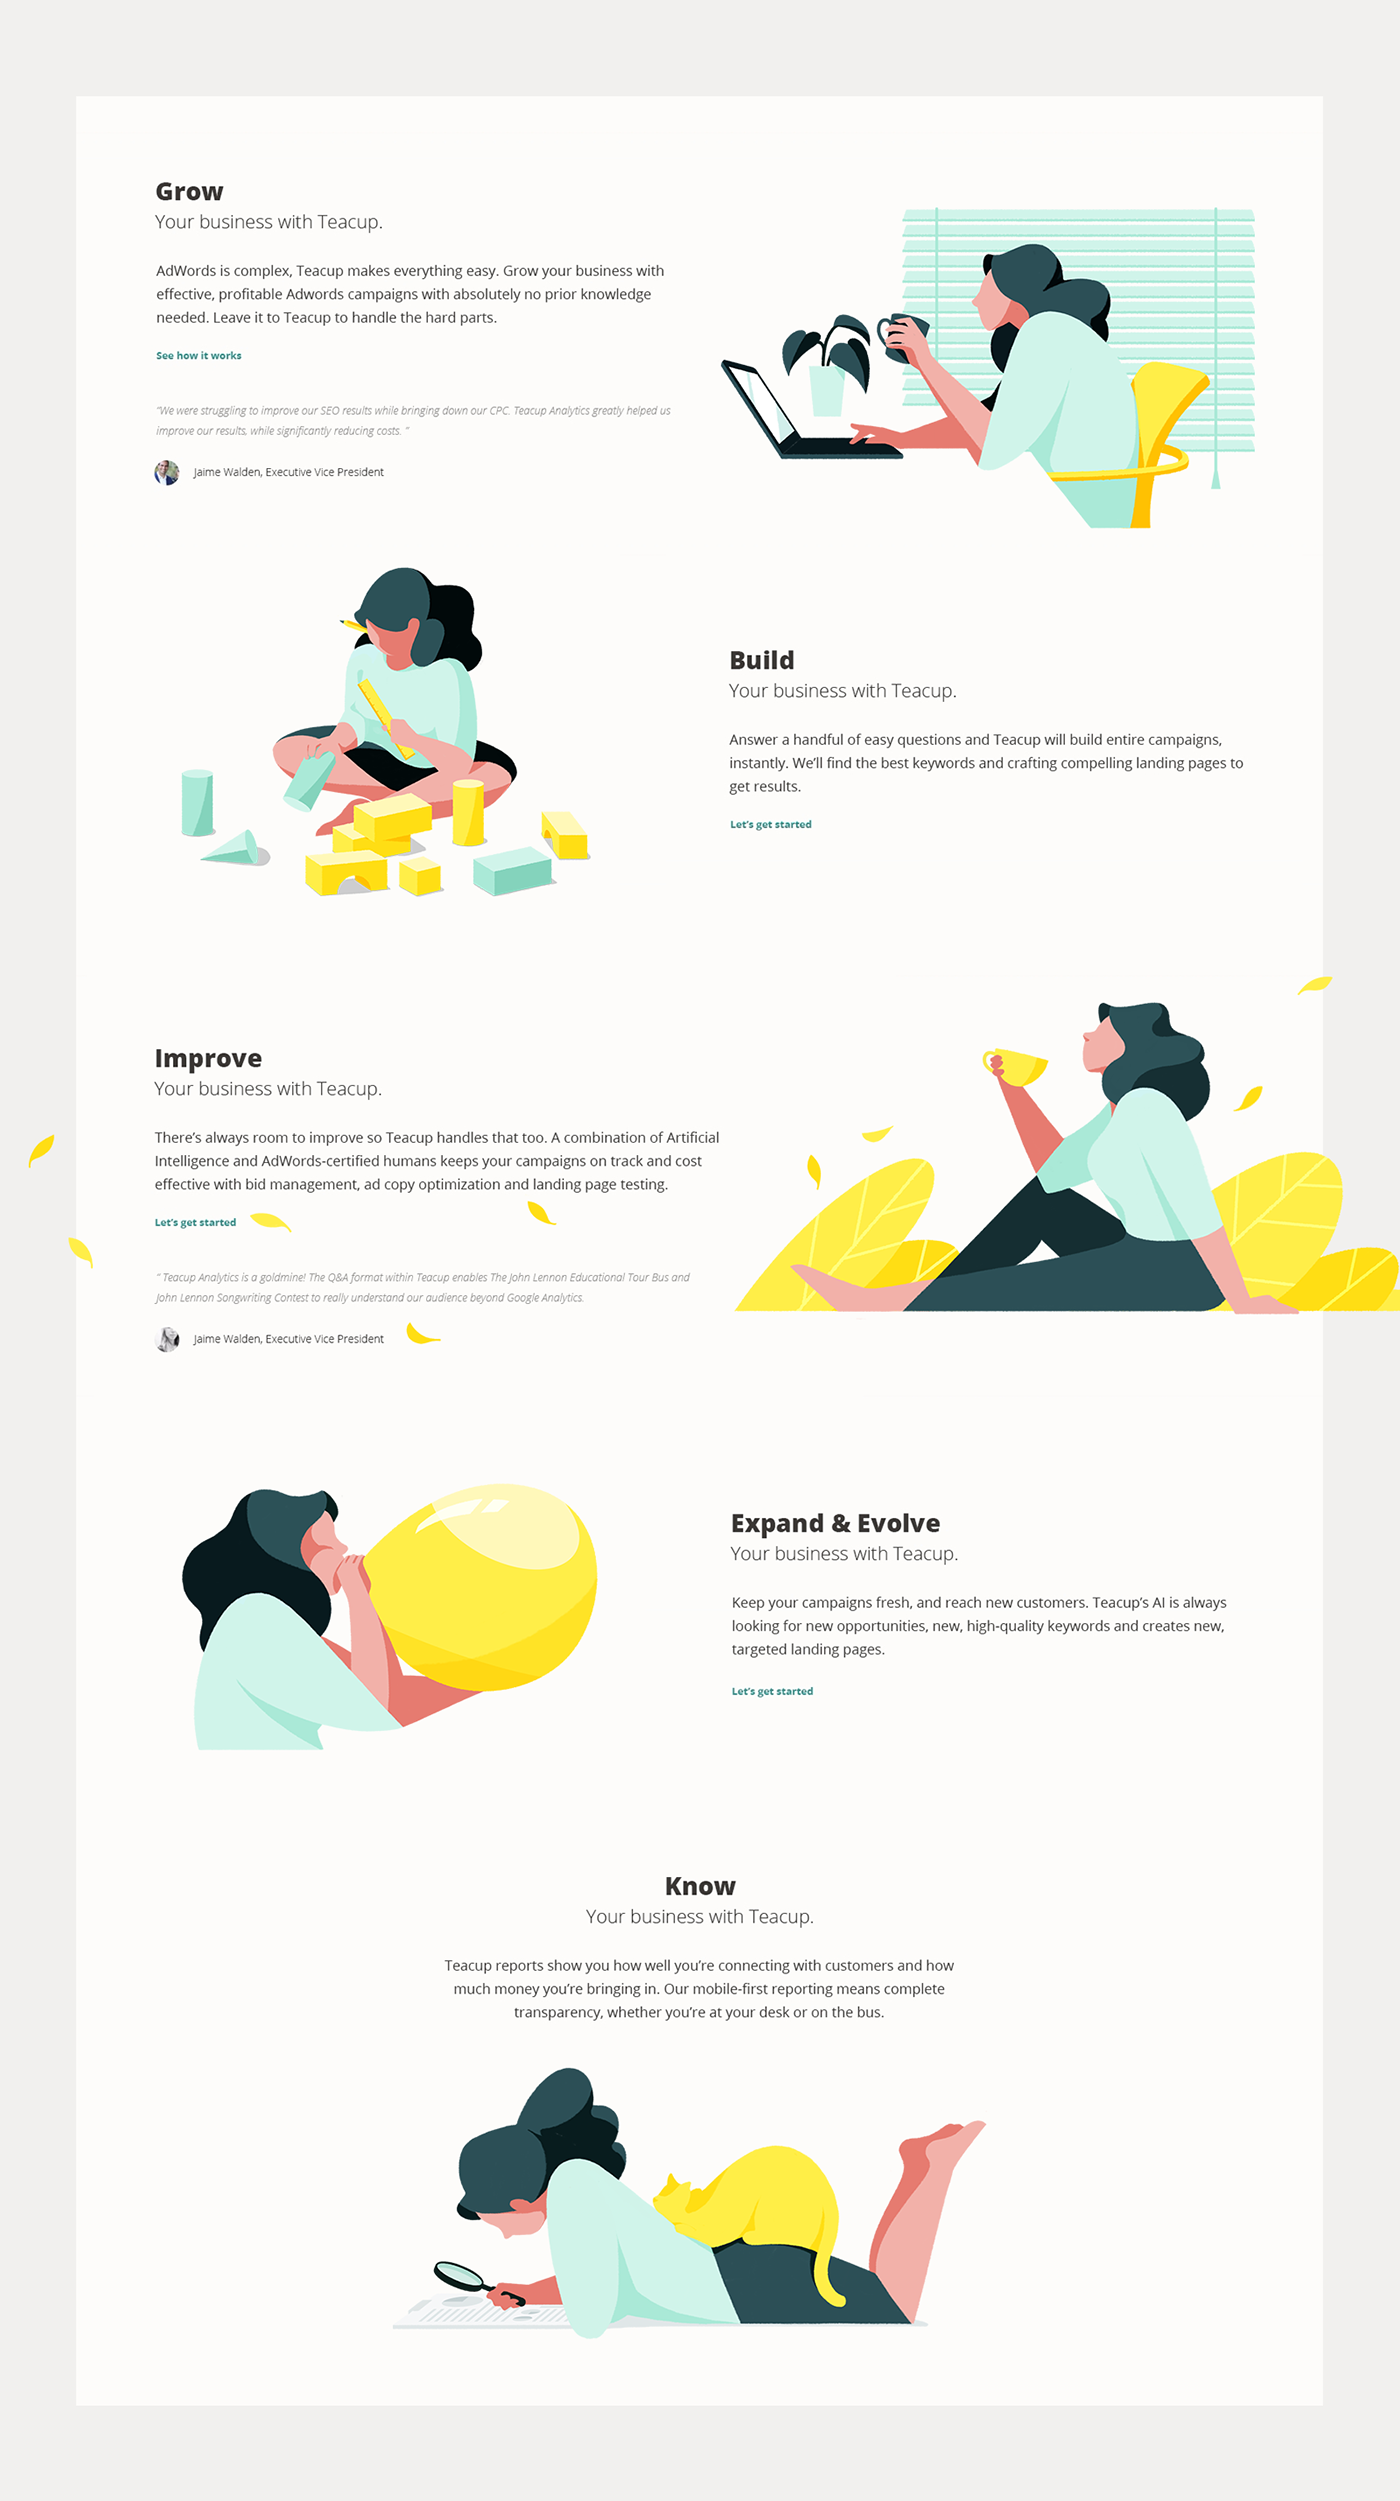 Grow
Your business with Teacup.
AdWords is complex, Teacup makes everything easy. Grow your business with
effective, profitable Adwords campaigns with absolutely no prior knowledge
needed. Leave it to Teacup to handle the hard parts.
See how it works
“We were struggling to improve our SEO results while bringing down our CPC. Teacup Analytics greatly helped us
improve our results, while significantly reducing costs. ”
Jaime Walden, Executive Vice President
Build
Your business with Teacup.
Answer a handful of easy questions and Teacup will build entire campaigns,
instantly. We’ll find the best keywords and crafting compelling landing pages to
get results.
Let’s get started
Improve
Your business with Teacup.
There’s always room to improve so Teacup handles that too. A combination of Artificial
Intelligence and AdWords-certified humans keeps your campaigns on track and cost
effective with bid management, ad copy optimization and landing page testing.
Let’s get started
“ Teacup Analytics is a goldmine! The Q&A format within Teacup enables The John Lennon Educational Tour Bus and
John Lennon Songwriting Contest to really understand our audience beyond Google Analytics.
Jaime Walden, Executive Vice President
Expand & Evolve
Your business with Teacup.
Keep your campaigns fresh, and reach new customers. Teacup’s AI is always
looking for new opportunities, new, high-quality keywords and creates new,
targeted landing pages.
Let’s get started
Know
Your business with Teacup.
Teacup reports show you how well you’re connecting with customers and how
much money you’re bringing in. Our mobile-first reporting means complete
transparency, whether you’re at your desk or on the bus.